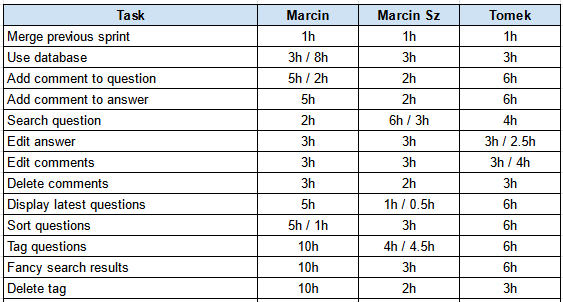 Task Marcin Marcin Sz Tomek
Merge previous sprint 1h 1h 1h
Use database 3h / 8h 3h 3h
Add comment to question 5h / 2h 2h 6h
Add comment to answer 5h 2h 6h
Search question 2h 6h / 3h 4h
Edit answer 3h 3h 3h / 2.5h
Edit comments 3h 3h 3h / 4h
Delete comments 3h 2h 3h
Display latest questions 5h 1h / 0.5h 6h
Sort questions 5h / 1h 3h 6h
Tag questions 10h 4h / 4.5h 6h
Fancy search results 10h 3h 6h
Delete tag 10h 2h 3h